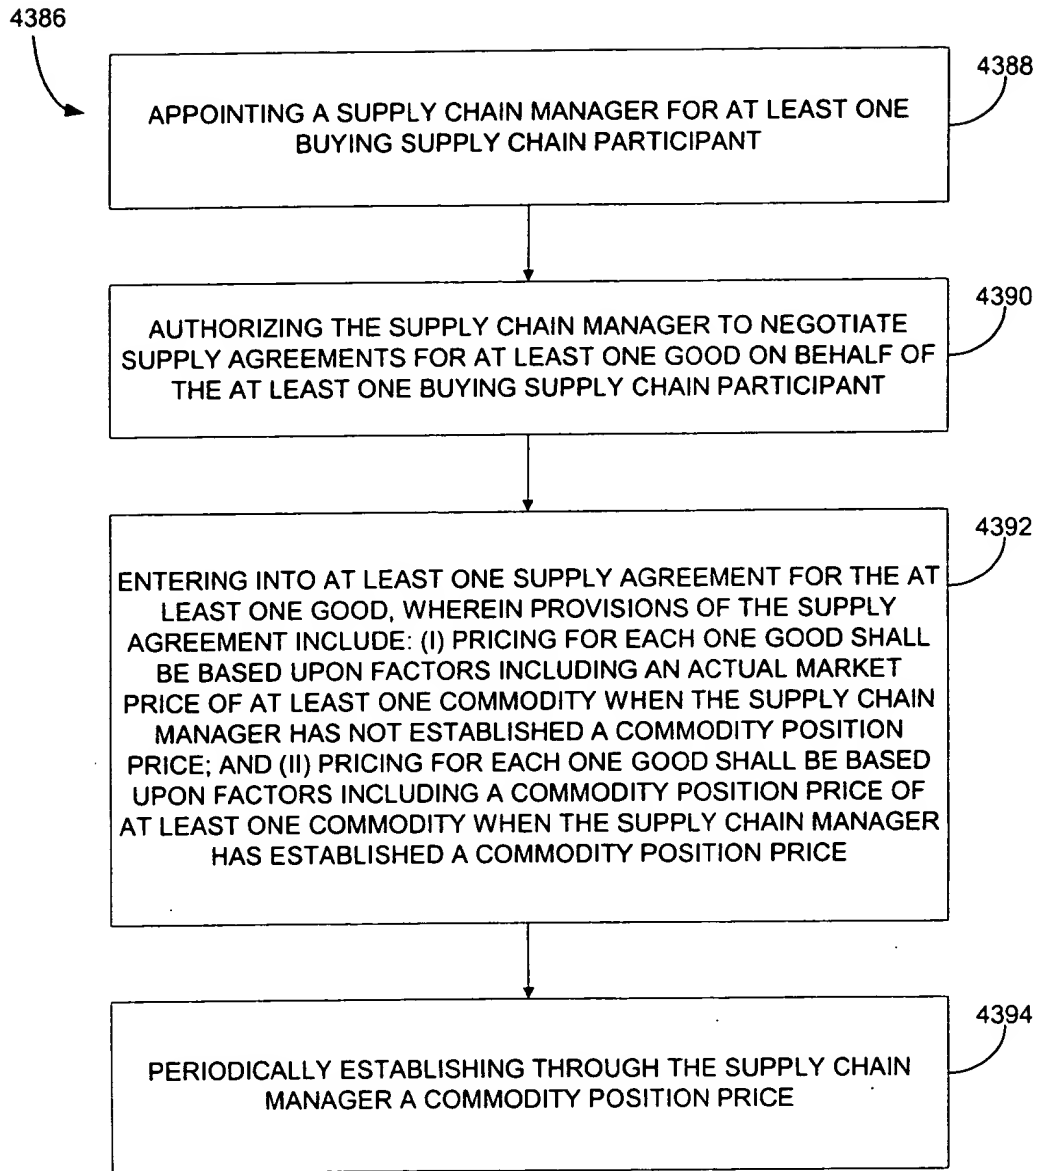 4386
4388
APPOINTING A SUPPLY CHAIN MANAGER FOR AT LEAST ONE
BUYING SUPPLY CHAIN PARTICIPANT
4390
AUTHORIZING THE SUPPLY CHAIN MANAGER TO NEGOTIATE
SUPPLY AGREEMENTS FOR AT LEAST ONE GOOD ON BEHALF OF
THE AT LEAST ONE BUYING SUPPLY CHAIN PARTICIPANT
4392
ENTERING INTO AT LEAST ONE SUPPLY AGREEMENT FOR THE AT
LEAST ONE GOOD, WHEREIN PROVISIONS OF THE SUPPLY
AGREEMENT INCLUDE: (I) PRICING FOR EACH ONE GOOD SHALL
BE BASED UPON FACTORS INCLUDING AN ACTUAL MARKET
PRICE OF AT LEAST ONE COMMODITY WHEN THE SUPPLY CHAIN
MANAGER HAS NOT ESTABLISHED A COMMODITY POSITION
PRICE; AND (II) PRICING FOR EACH ONE GOOD SHALL BE BASED
UPON FACTORS INCLUDING A COMMODITY POSITION PRICE OF
AT LEAST ONE COMMODITY WHEN THE SUPPLY CHAIN MANAGER
HAS ESTABLISHED A COMMODITY POSITION PRICE
4394
PERIODICALLY ESTABLISHING THROUGH THE SUPPLY CHAIN
MANAGER A COMMODITY POSITION PRICE